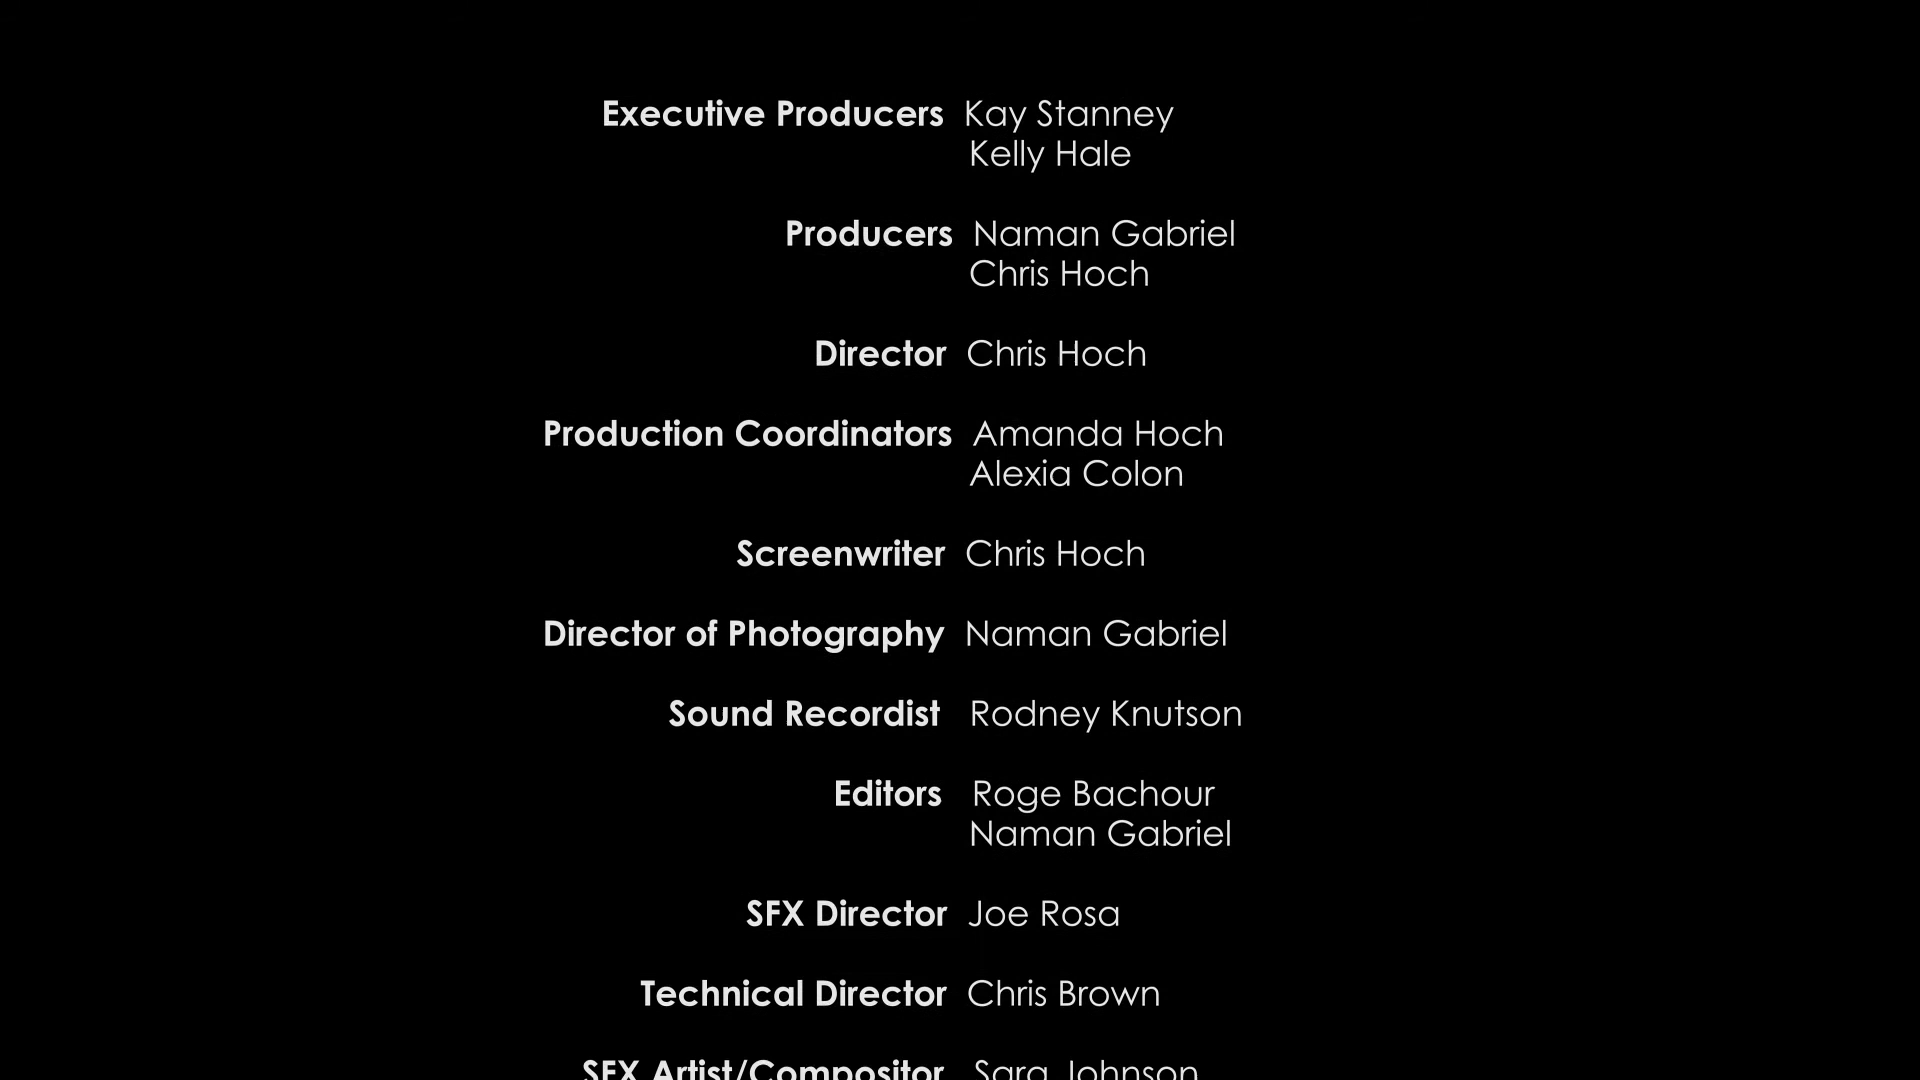 Executive Producers Kay Stanney
Kelly Hale
Producers Naman Gabriel
Chris Hoch
Director Chris Hoch
Production Coordinators Amanda Hoch
Alexia Colon
Screenwriter Chris Hoch
Director of Photography Naman Gabriel
Sound Recordist Rodney Knutson
Editors Roge Bachour
Naman Gabriel
SFX Director Joe Rosa
Technical Director Chris Brown
SFX Artist/Compositor Sara Johnson